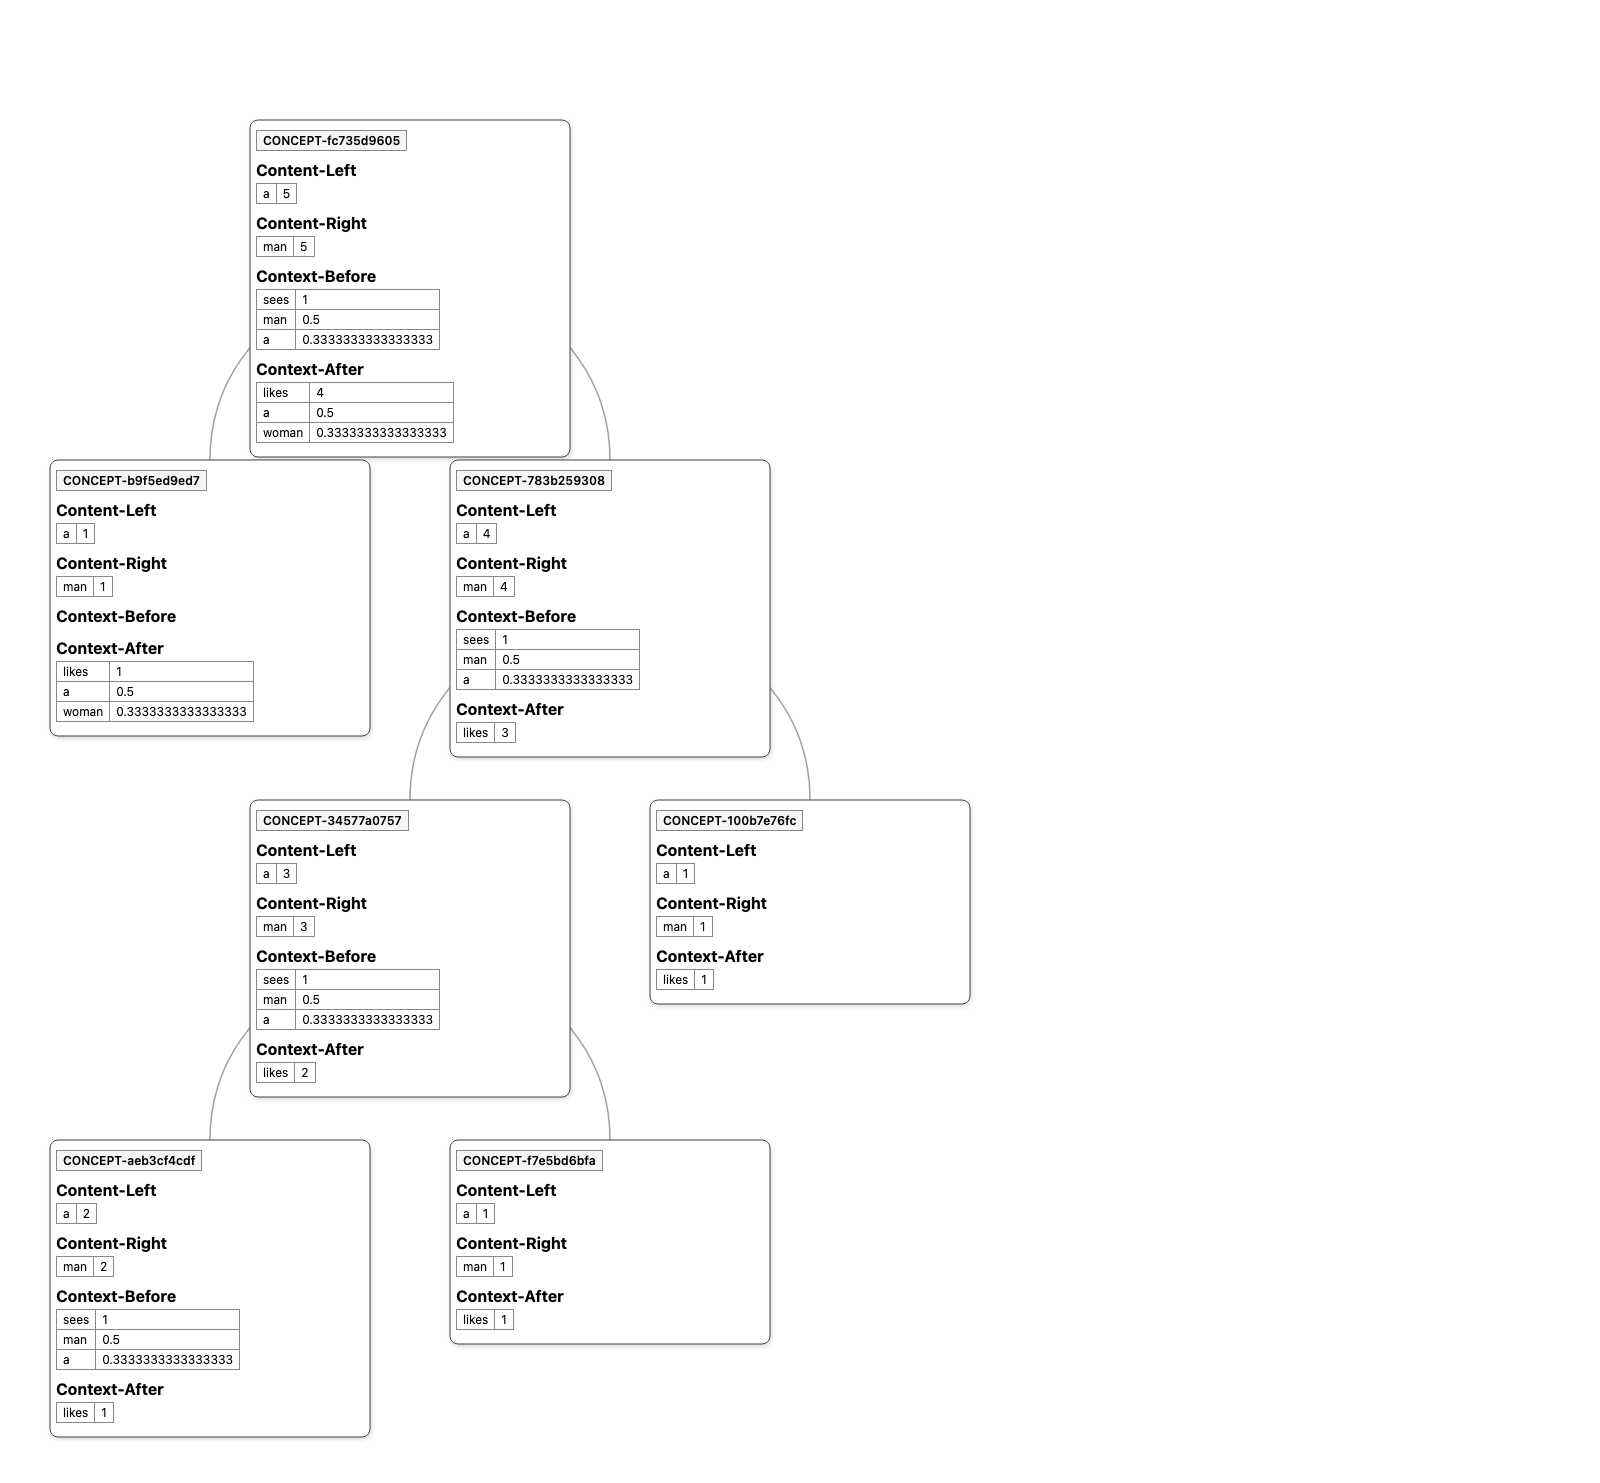 CONCEPT-fc735d9605
Content-Left
a 5
Content-Right
man 5
Context-Before
sees 1
man 0.5
a 0.3333333333333333
Context-After
likes 4
a 0.5
woman 0.3333333333333333
CONCEPT-b9f5ed9ed7
Content-Left
a 1
Content-Right
man 1
Context-Before
Context-After
likes 1
a 0.5
woman 0.3333333333333333
CONCEPT-783b259308
Content-Left
a 4
Content-Right
man 4
Context-Before
sees 1
man 0.5
a 0.3333333333333333
Context-After
likes 3
CONCEPT-34577a0757
Content-Left
a 3
Content-Right
man 3
Context-Before
sees 1
man 0.5
a 0.3333333333333333
Context-After
likes 2
CONCEPT-100b7e76fc
Content-Left
a 1
Content-Right
man 1
Context-After
likes 1
CONCEPT-aeb3cf4cdf
Content-Left
a 2
Content-Right
man 2
Context-Before
sees 1
man 0.5
a 0.3333333333333333
Context-After
likes 1
CONCEPT-f7e5bd6bfa
Content-Left
a 1
Content-Right
man 1
Context-After
likes 1